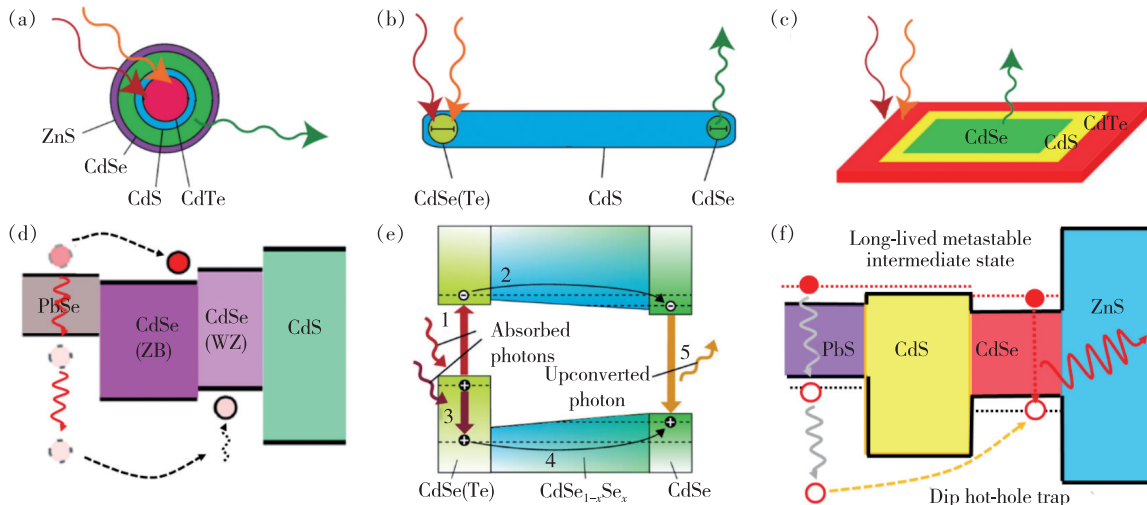 (a)
ZnS
CdSe
CdS
CdTe
(b)
CdSe(Te)
CdS
CdSe
(c)
CdSe
CdS
CdTe
(d)
PbSe
CdSe
(ZB)
CdSe
(WZ)
CdS
(e)
2
1
Absorbed
photons
5
Upconverted
photon
3
4
CdSe(Te)
CdSe₁₋ₓSeₓ
CdSe
(f)
Long-lived metastable
intermediate state
ZnS
PbS
CdS
CdSe
Dip hot-hole trap